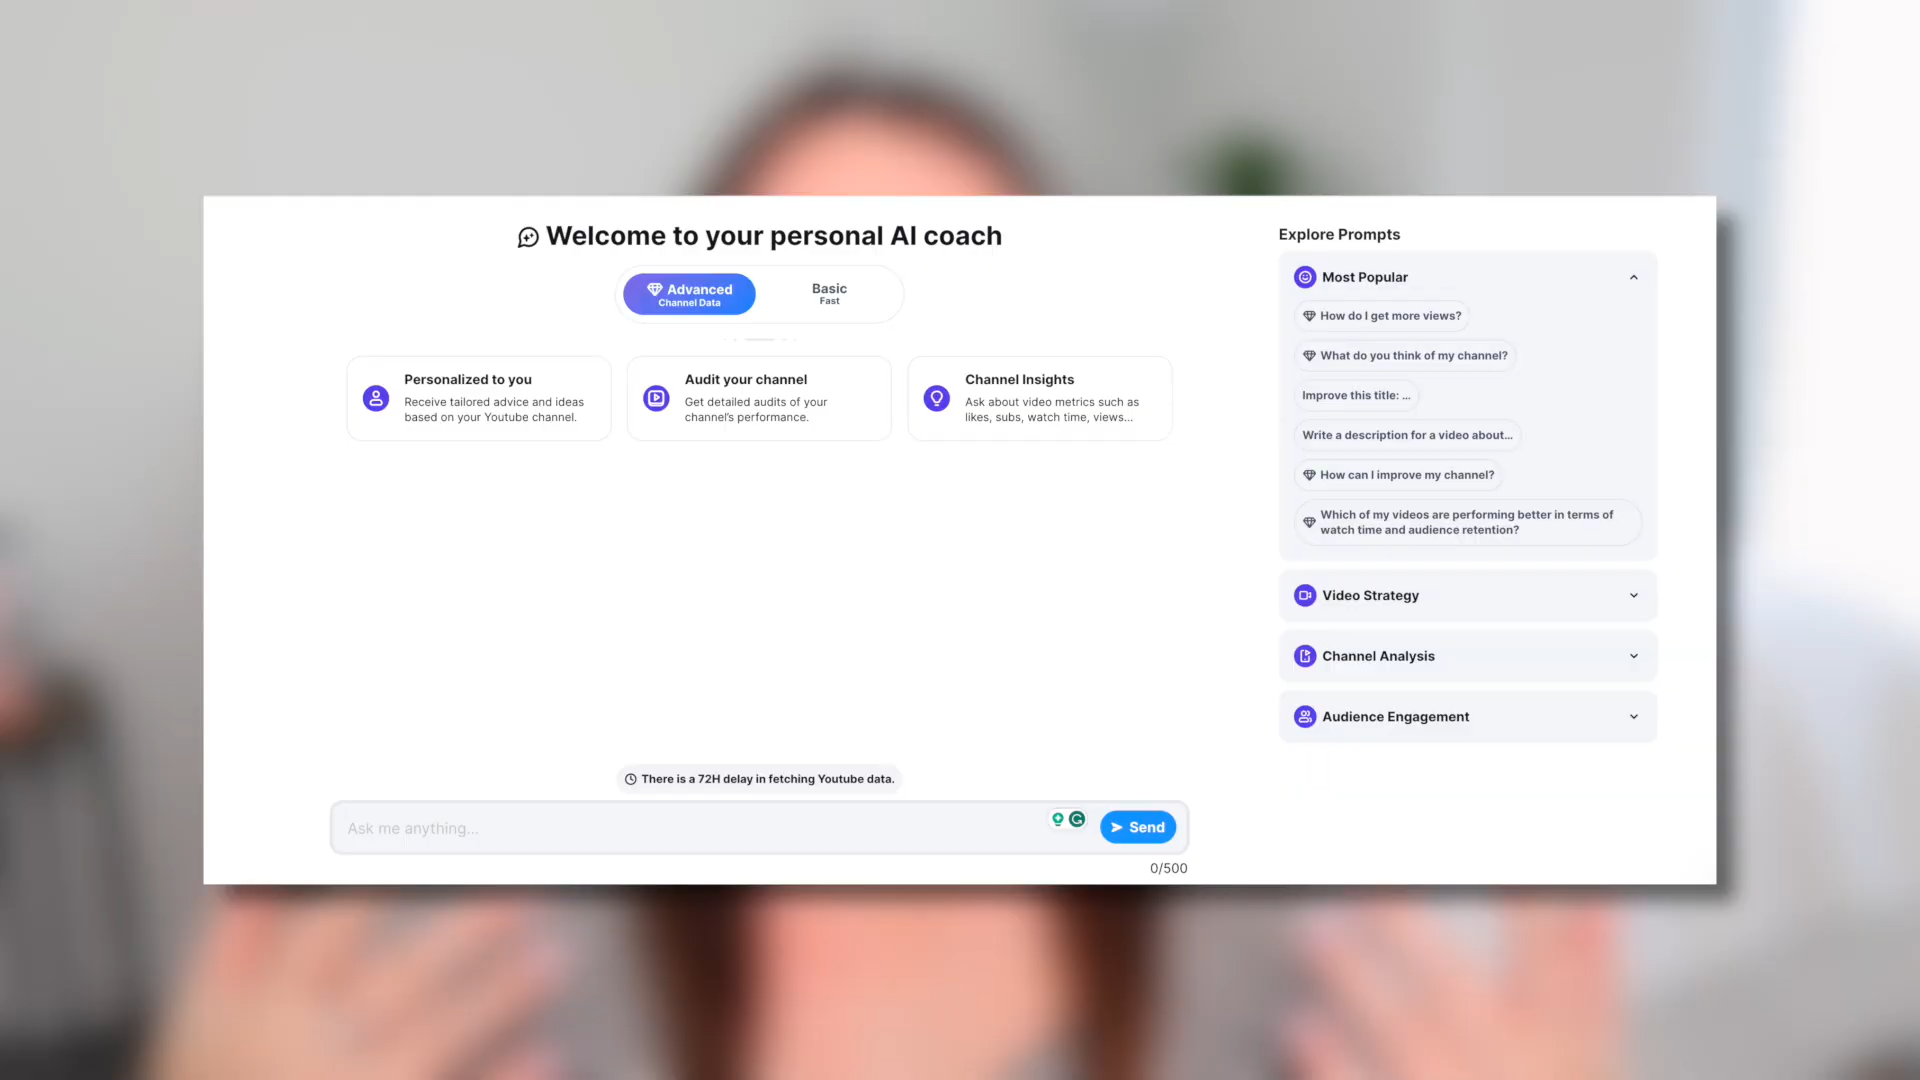 Welcome to your personal AI coach
Advanced
Channel Data
Basic
Fast
Personalized to you
Receive tailored advice and ideas
based on your Youtube channel.
Audit your channel
Get detailed audits of your
channel's performance.
Channel Insights
Ask about video metrics such as
likes, subs, watch time, views...
There is a 72H delay in fetching Youtube data.
Ask me anything...
Send
0/500
Explore Prompts
Most Popular
How do I get more views?
What do you think of my channel?
Improve this title: ...
Write a description for a video about...
How can I improve my channel?
Which of my videos are performing better in terms of
watch time and audience retention?
Video Strategy
Channel Analysis
Audience Engagement